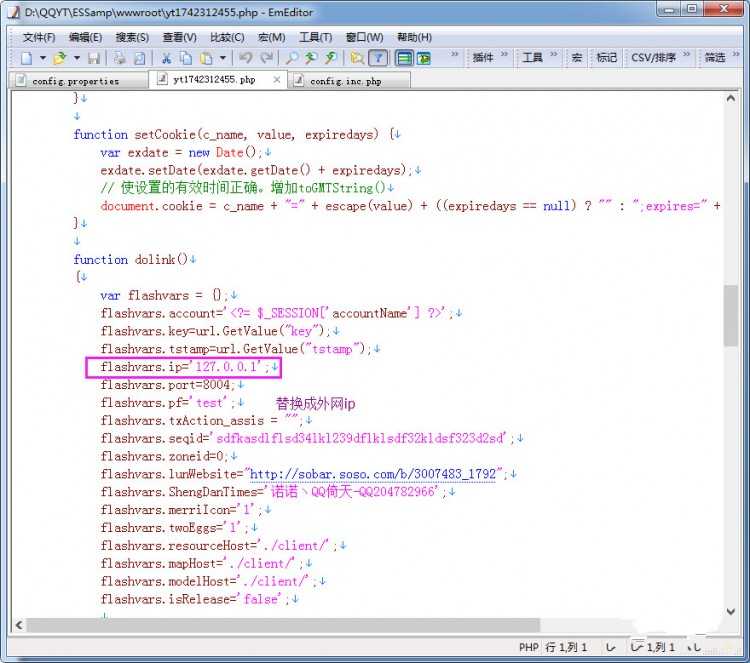 D:\QQYT\ESSamp\wwwroot\yt1742312455.php - EmEditor
文件(F) 编辑(E) 搜索(S) 查看(V) 比较(C) 宏(M) 工具(T) 窗口(W) 帮助(H)
插件 工具 宏 标记 CSV/排序 筛选
config.properties yt1742312455.php config.inc.php
}
function setCookie(c_name, value, expiredays) {
var exdate = new Date();
exdate.setDate(exdate.getDate() + expiredays);
// 使设置的有效时间正确。增加toGMTString()
document.cookie = c_name + "=" + escape(value) + ((expiredays == null) ? "" : ";expires=" +
}
function dolink()
{
var flashvars = {};
flashvars.account='<?= $_SESSION['accountName'] ?>';
flashvars.key=url.GetValue("key");
flashvars.tstamp=url.GetValue("tstamp");
flashvars.ip='127.0.0.1';
flashvars.port=8004;
flashvars.pf='test'; 替换成外网ip
flashvars.txAction_assis = "";
flashvars.seqid='sdfkasdlflsd34lkl239dflklsdf32kldsf323d2sd';
flashvars.zoneid=0;
flashvars.lunWebsite="http://sobar.soso.com/b/3007483_1792";
flashvars.ShengDanTimes='诺诺丶QQ倚天-QQ204782966';
flashvars.merriIcon='1';
flashvars.twoEggs='1';
flashvars.resourceHost='./client/';
flashvars.mapHost='./client/';
flashvars.modelHost='./client/';
flashvars.isRelease='false';
PHP 行 1,列 1 1,列 1